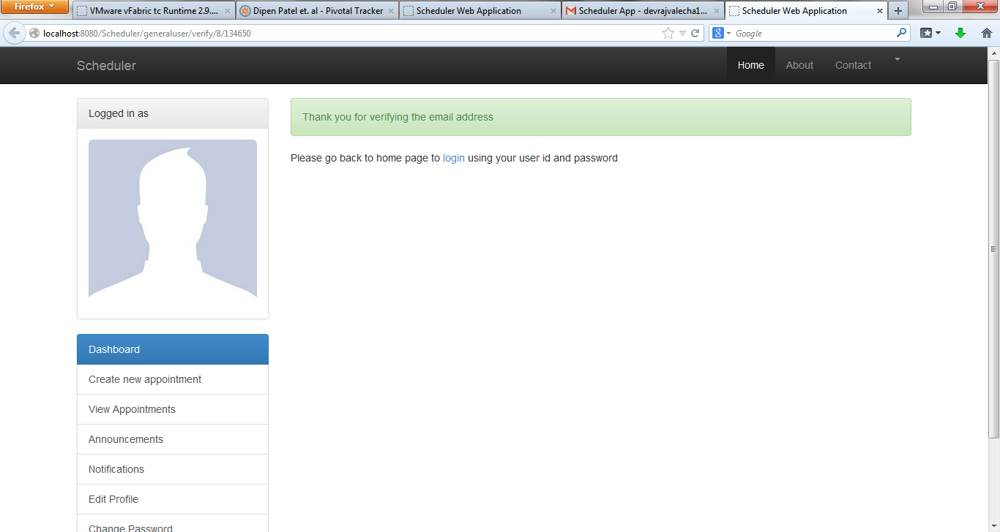 Firefox
VMware vFabric tc Runtime 2.9....
Dipen Patel et. al - Pivotal Tracker
Scheduler Web Application
Scheduler App - devrajvalecha1...
Scheduler Web Application
localhost:8080/Scheduler/generaluser/verify/8/134650
Google
Scheduler
Home
About
Contact
Logged in as
Thank you for verifying the email address
Please go back to home page to login using your user id and password
Dashboard
Create new appointment
View Appointments
Announcements
Notifications
Edit Profile
Change Password